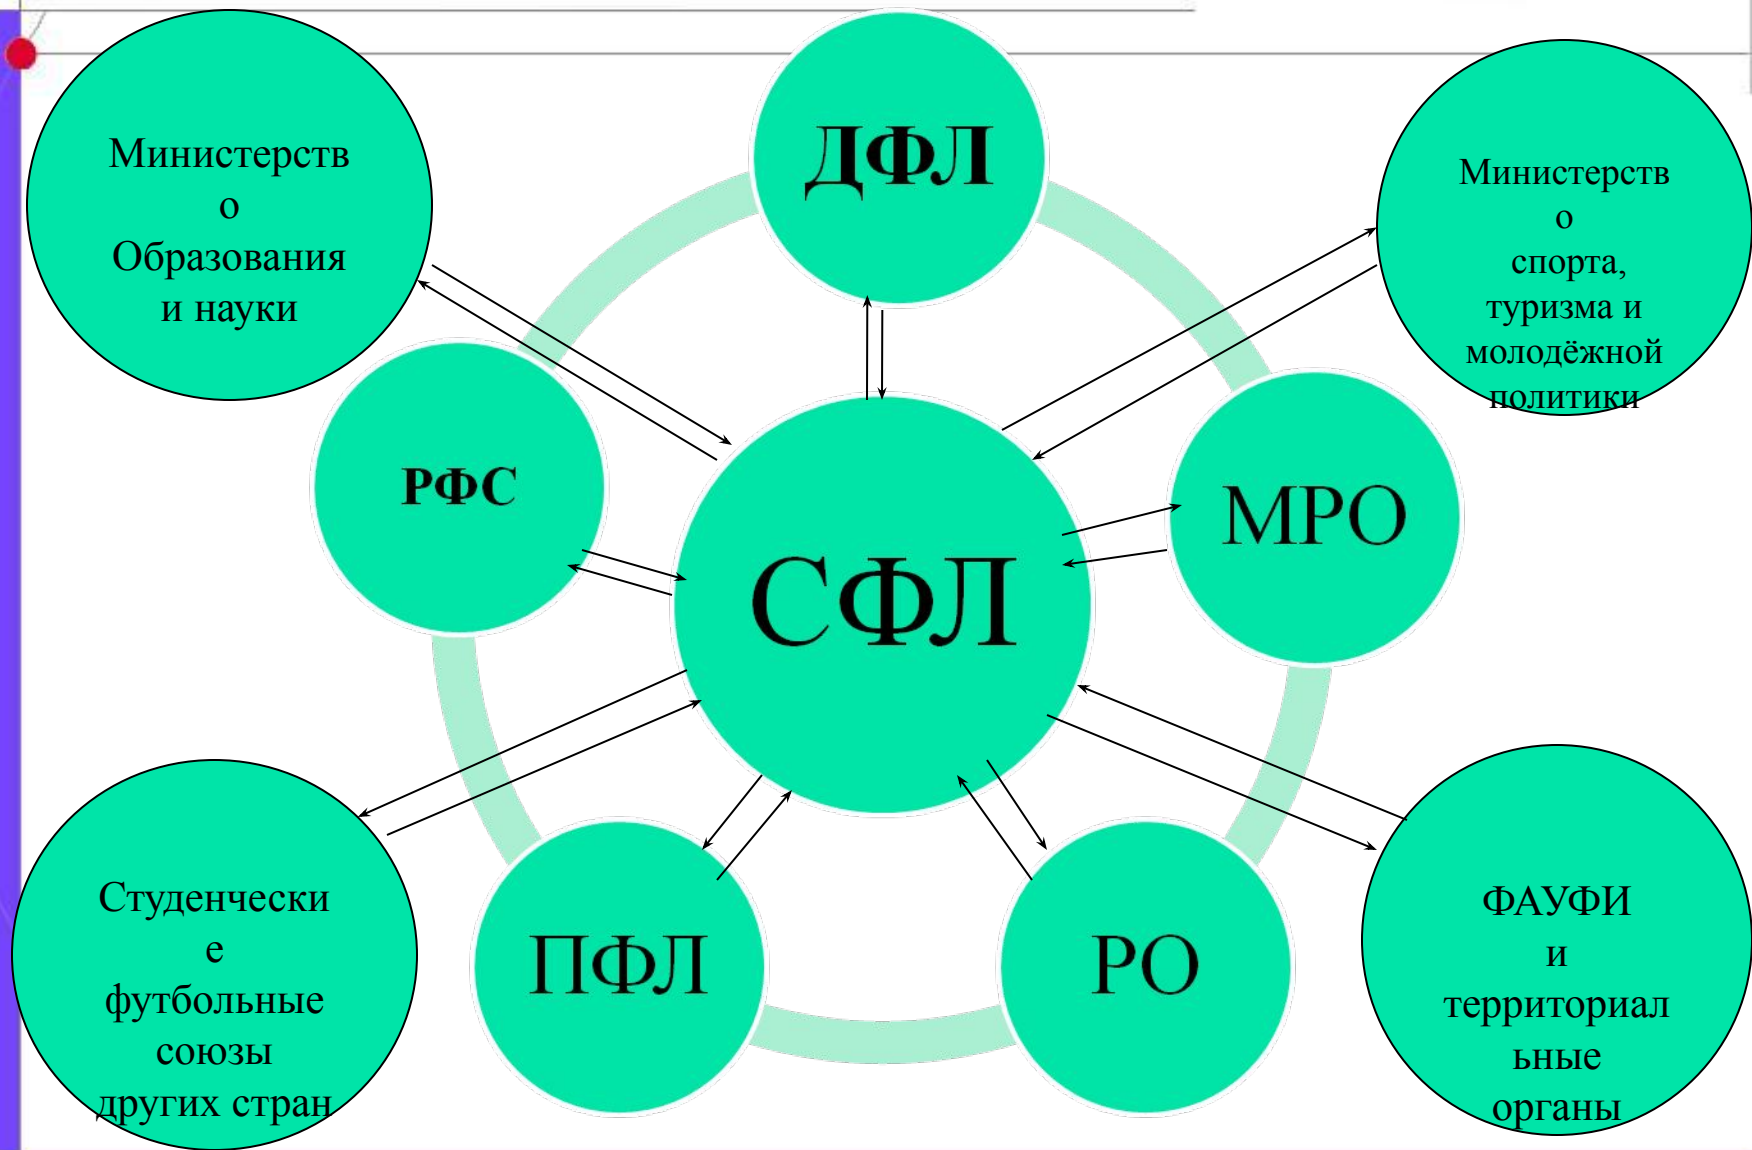 ДФЛ
Министерств
о
Образования
и науки
Министерств
о
спорта,
туризма и
молодёжной
политики
РФС
МРО
СФЛ
Студенчески
е
футбольные
союзы
других стран
ПФЛ
РО
ФАУФИ
и
территориал
ьные
органы